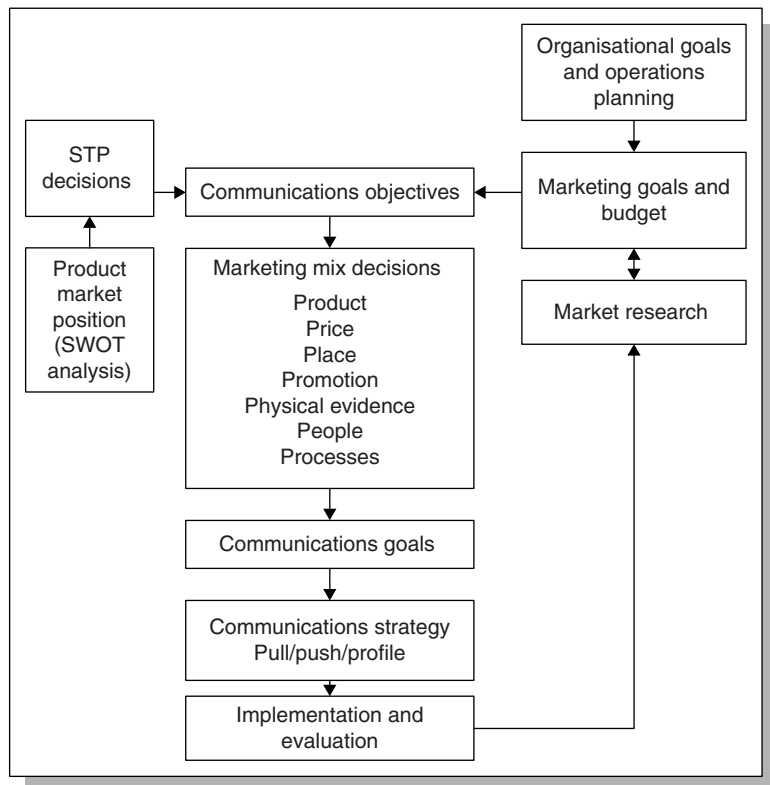 Organisational goals
and operations
planning
STP
decisions
Communications objectives
Marketing goals and
budget
Product
market
position
(SWOT
analysis)
Marketing mix decisions
Product
Price
Place
Promotion
Physical evidence
People
Processes
Market research
Communications goals
Communications strategy
Pull/push/profile
Implementation and
evaluation